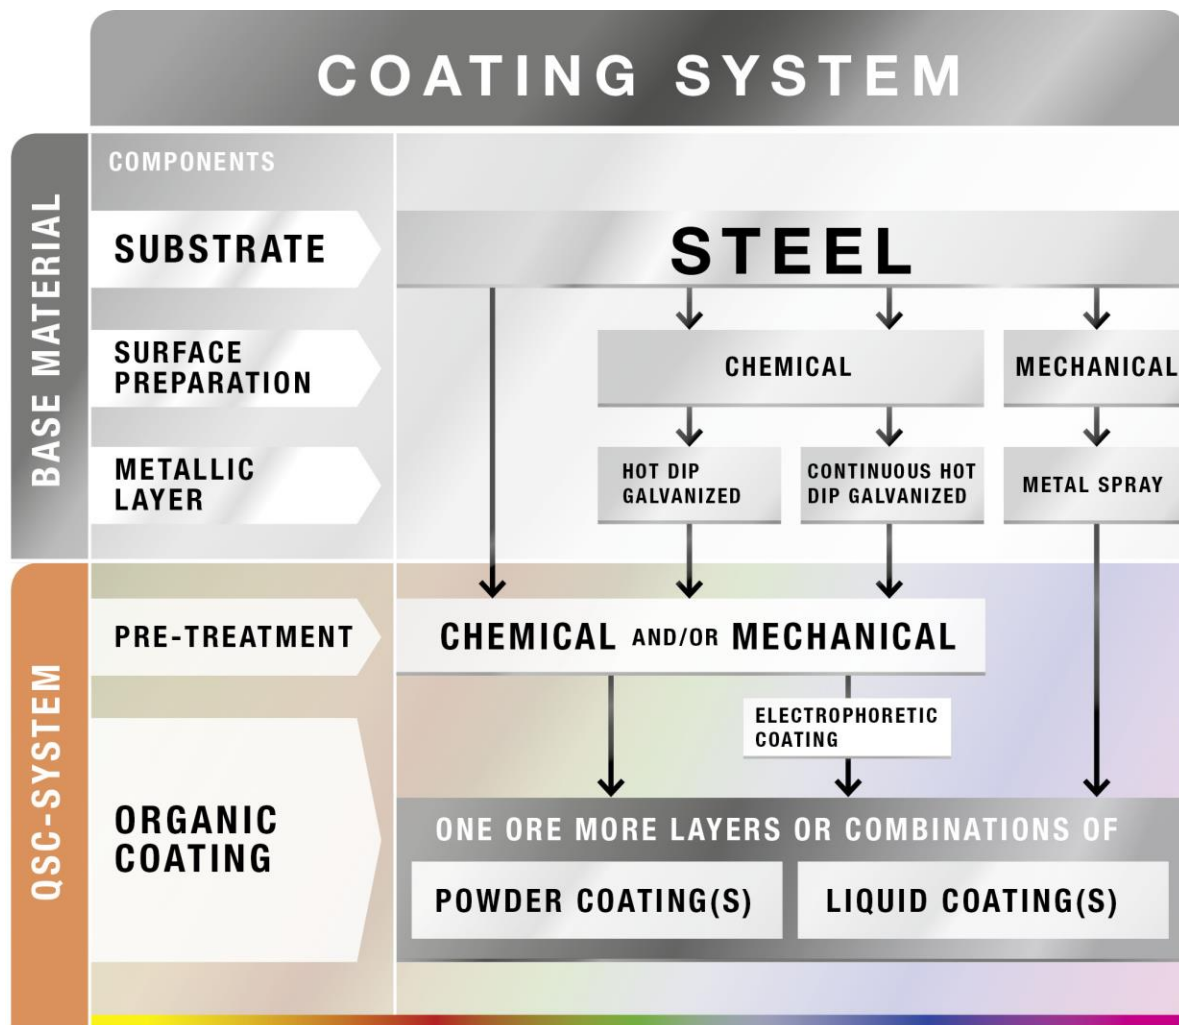 COATING SYSTEM
BASE MATERIAL
COMPONENTS
SUBSTRATE
STEEL
SURFACE
PREPARATION
CHEMICAL
MECHANICAL
METALLIC
LAYER
HOT DIP
GALVANIZED
CONTINUOUS HOT
DIP GALVANIZED
METAL SPRAY
QSC-SYSTEM
PRE-TREATMENT
CHEMICAL AND/OR MECHANICAL
ELECTROPHORETIC
COATING
ORGANIC
COATING
ONE ORE MORE LAYERS OR COMBINATIONS OF
POWDER COATING(S)
LIQUID COATING(S)